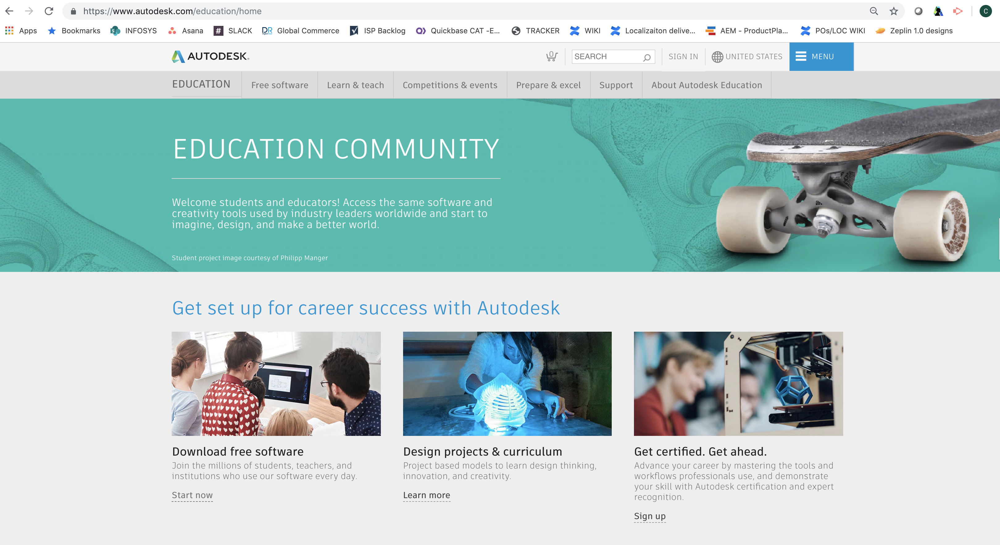 https://www.autodesk.com/education/home
C
Apps Bookmarks INFOSYS Asana SLACK Global Commerce ISP Backlog Quickbase CAT -E... TRACKER WIKI Localizaiton delive... AEM - ProductPla... POs/LOC WIKI Zeplin 1.0 designs
AUTODESK.
0 SEARCH SIGN IN UNITED STATES MENU
EDUCATION Free software Learn & teach Competitions & events Prepare & excel Support About Autodesk Education
EDUCATION COMMUNITY
Welcome students and educators! Access the same software and
creativity tools used by industry leaders worldwide and start to
imagine, design, and make a better world.
Student project image courtesy of Philipp Manger
Get set up for career success with Autodesk
Download free software
Join the millions of students, teachers, and
institutions who use our software every day.
Start now
Design projects & curriculum
Project based models to learn design thinking,
innovation, and creativity.
Learn more
Get certified. Get ahead.
Advance your career by mastering the tools and
workflows professionals use, and demonstrate
your skill with Autodesk certification and expert
recognition.
Sign up